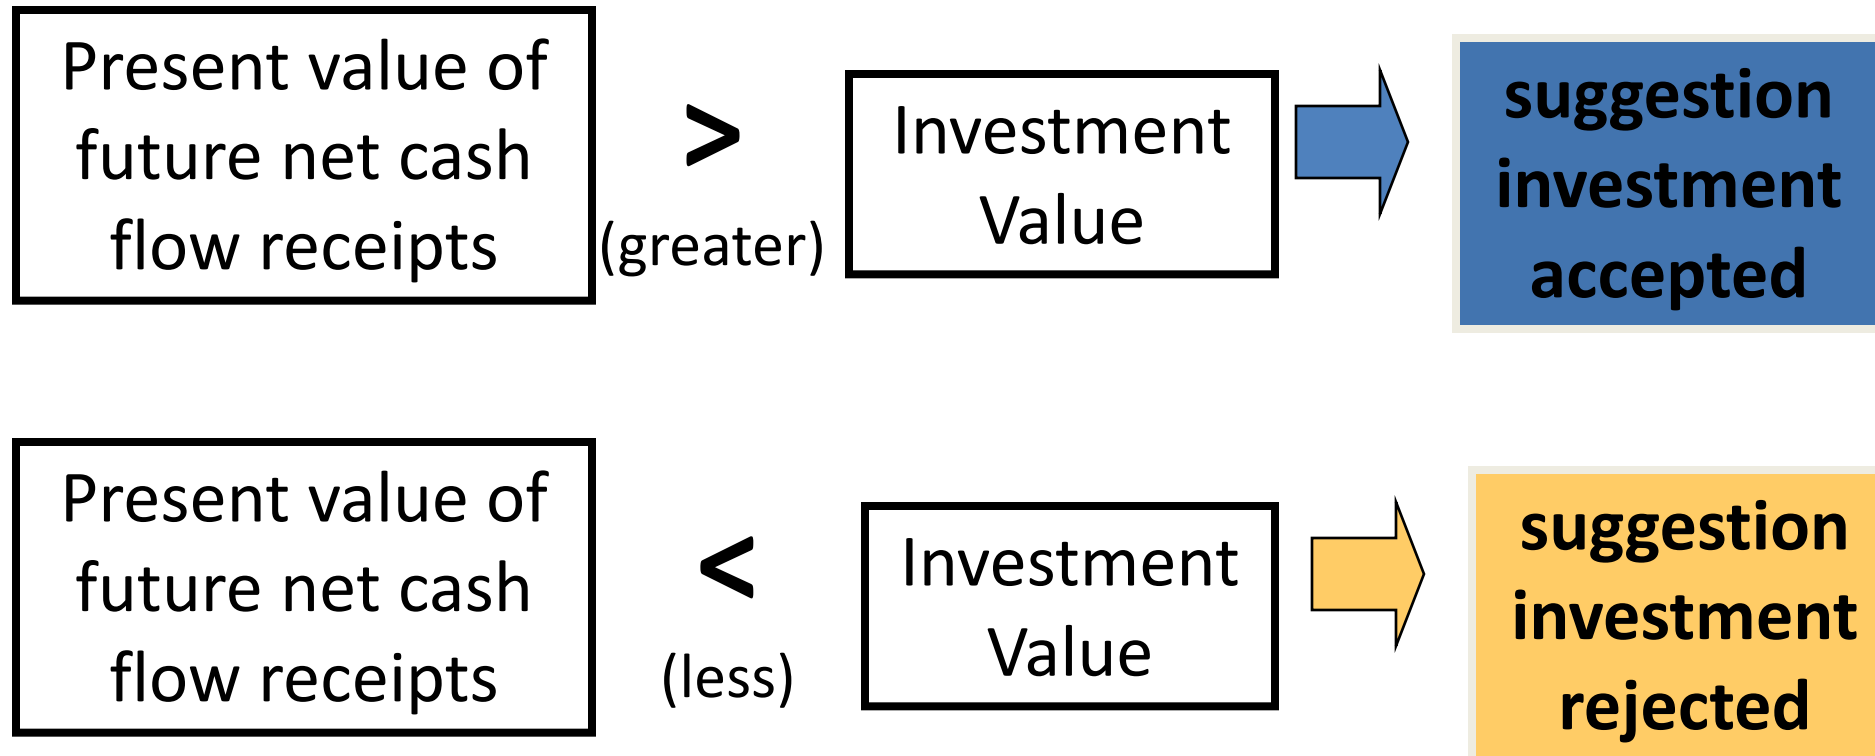 Present value of
future net cash
flow receipts
>
(greater)
Investment
Value
suggestion
investment
accepted
Present value of
future net cash
flow receipts
<
(less)
Investment
Value
suggestion
investment
rejected